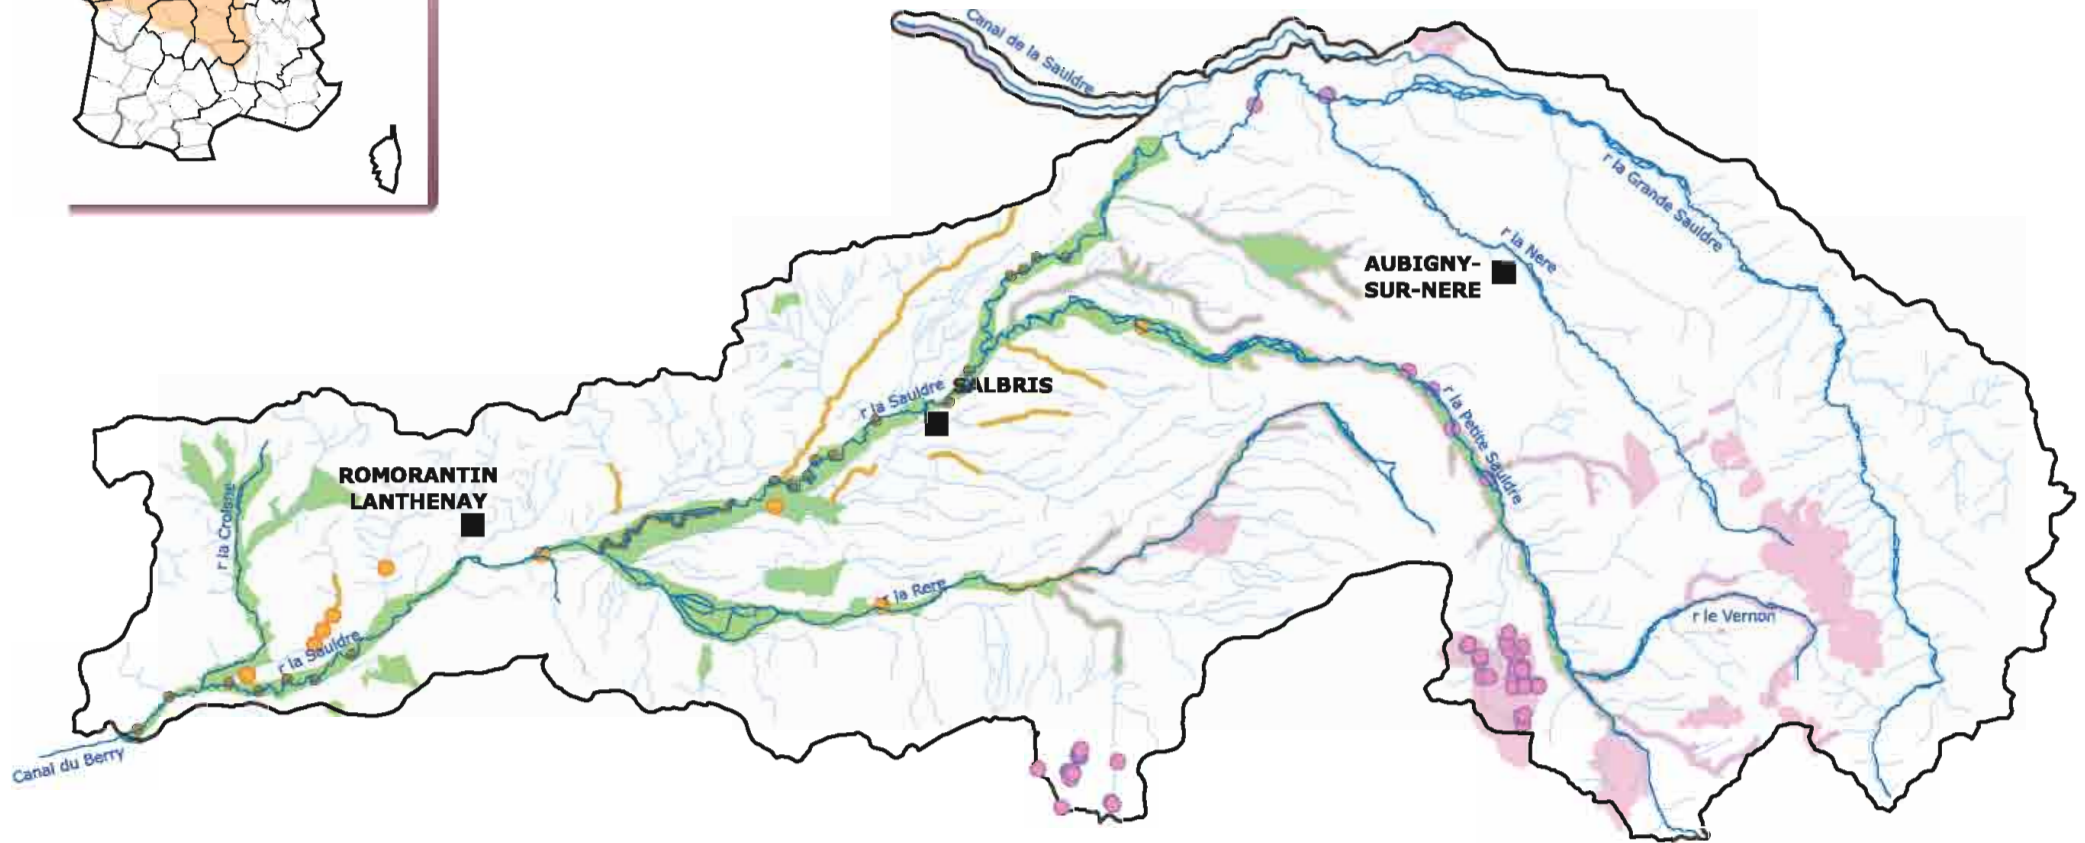 Canal de la Sauldre
r la Grande Sauldre
r la Nere
AUBIGNY-
SUR-NERE
SALBRIS
r la Sauldre
r la Petite Sauldre
ROMORANTIN
LANTHENAY
r la Croisne
r la Rere
r le Vernon
r la Sauldre
Canal du Berry